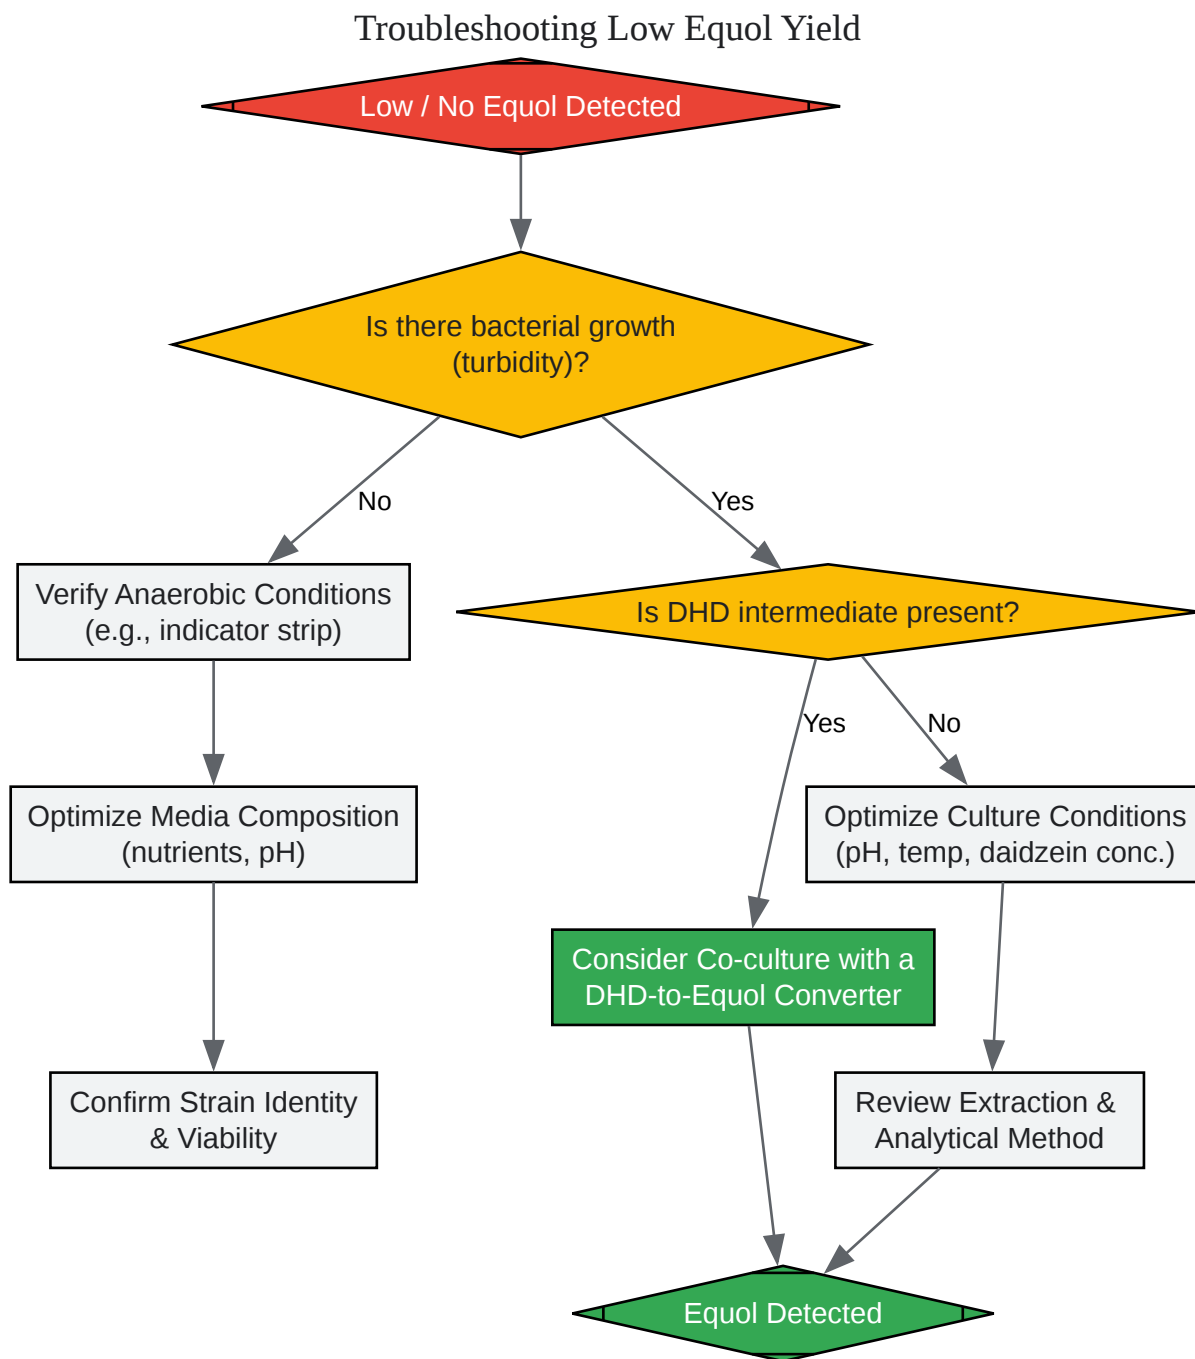 Troubleshooting Low Equol Yield
Low / No Equol Detected
Is there bacterial growth
(turbidity)?
No
Yes
Verify Anaerobic Conditions
(e.g., indicator strip)
Is DHD intermediate present?
Yes
No
Optimize Media Composition
(nutrients, pH)
Optimize Culture Conditions
(pH, temp, daidzein conc.)
Consider Co-culture with a
DHD-to-Equol Converter
Confirm Strain Identity
& Viability
Review Extraction &
Analytical Method
Equol Detected